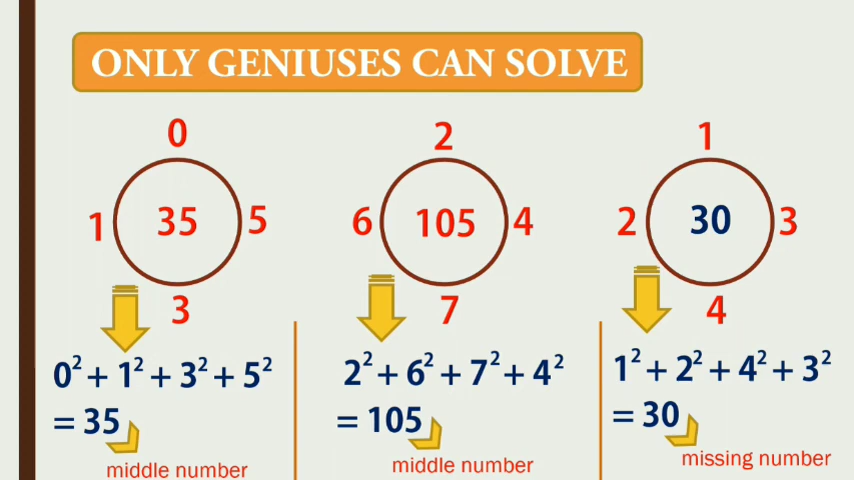 ONLY GENIUSES CAN SOLVE
0
1 35 5
3
2
6 105 4
7
1
2 30 3
4
0² + 1² + 3² + 5²
= 35
middle number
2² + 6² + 7² + 4²
= 105
middle number
1² + 2² + 4² + 3²
= 30
missing number